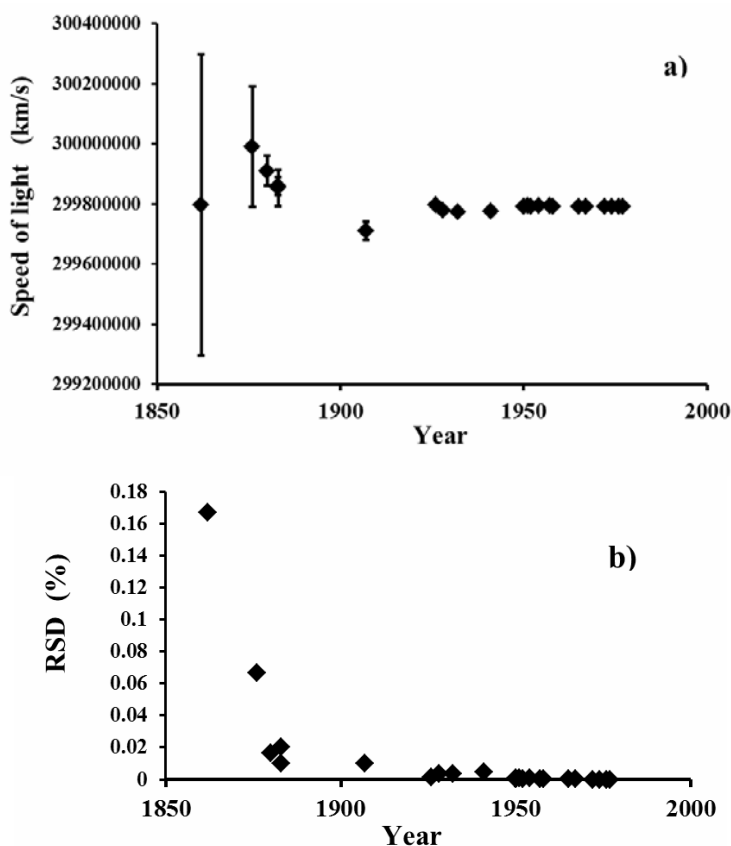 a)
300400000
300200000
300000000
299800000
299600000
299400000
299200000
Speed of light (km/s)
1850 1900 1950 2000
Year
b)
0.18
0.16
0.14
0.12
0.1
0.08
0.06
0.04
0.02
0
RSD (%)
1850 1900 1950 2000
Year